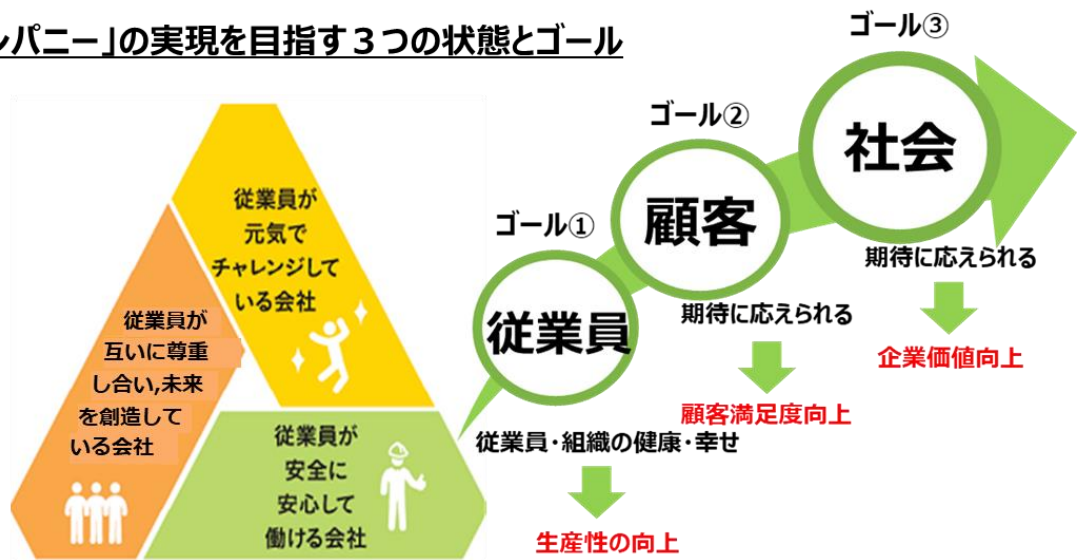 ンパニー」の実現を目指す３つの状態とゴール
従業員が
元気で
チャレンジして
いる会社
従業員が
互いに尊重
し合い,未来
を創造して
いる会社
従業員が
安全に
安心して
働ける会社
ゴール①
従業員
従業員・組織の健康・幸せ
生産性の向上
ゴール②
顧客
期待に応えられる
顧客満足度向上
ゴール③
社会
期待に応えられる
企業価値向上